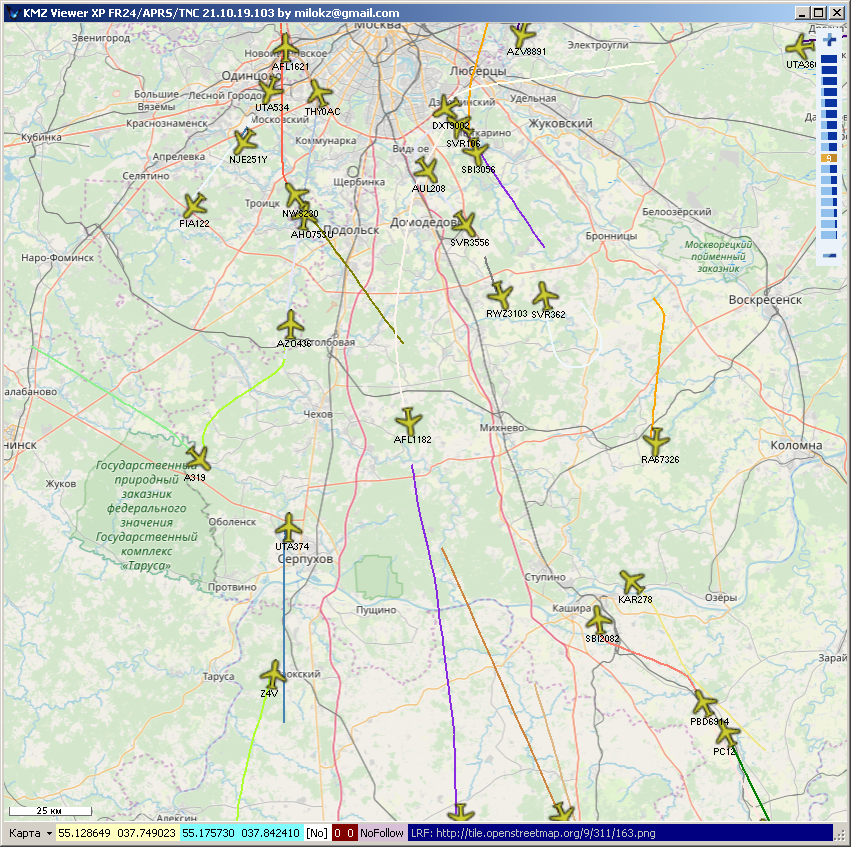 KMZ Viewer XP FR24/APRS/TNC 21.10.19.103 by milokz@gmail.com
Москва
Звенигород
AZV8891
Электроугли
Новоивановское
AFL1621
UTA36
Одинцово
Люберцы
Большие Вяземы
Лесной Городок
UTA534
THY0AC
Удельная
Краснознаменск
Московский
DXT9002
Жуковский
Кубинка
Коммунарка
SVR106
Апрелевка
NJE251Y
Видное
SBI3056
Селятино
Щербинка
AUL208
Троицк
NWS230
Белоозёрский
FIA122
AHO753U
Подольск
Домодедово
SVR3556
Бронницы
Москворецкий
пойменный
заказник
Наро-Фоминск
RWZ3103
SVR362
Воскресенск
AZO436
Столбовая
Чехов
AFL1182
Михнево
Коломна
RA67326
A319
Жуков
Государственный
природный
заказник
федерального
значения
Государственный
комплекс
«Таруса»
Оболенск
UTA374
Серпухов
Протвино
Пущино
Ступино
KAR278
Озёры
Кашира
SBI2082
Таруса
Z4V
PBD6914
PC12
25 км
Карта
55.128649 037.749023
55.175730 037.842410
[No]
0 0
NoFollow
LRF: http://tile.openstreetmap.org/9/311/163.png